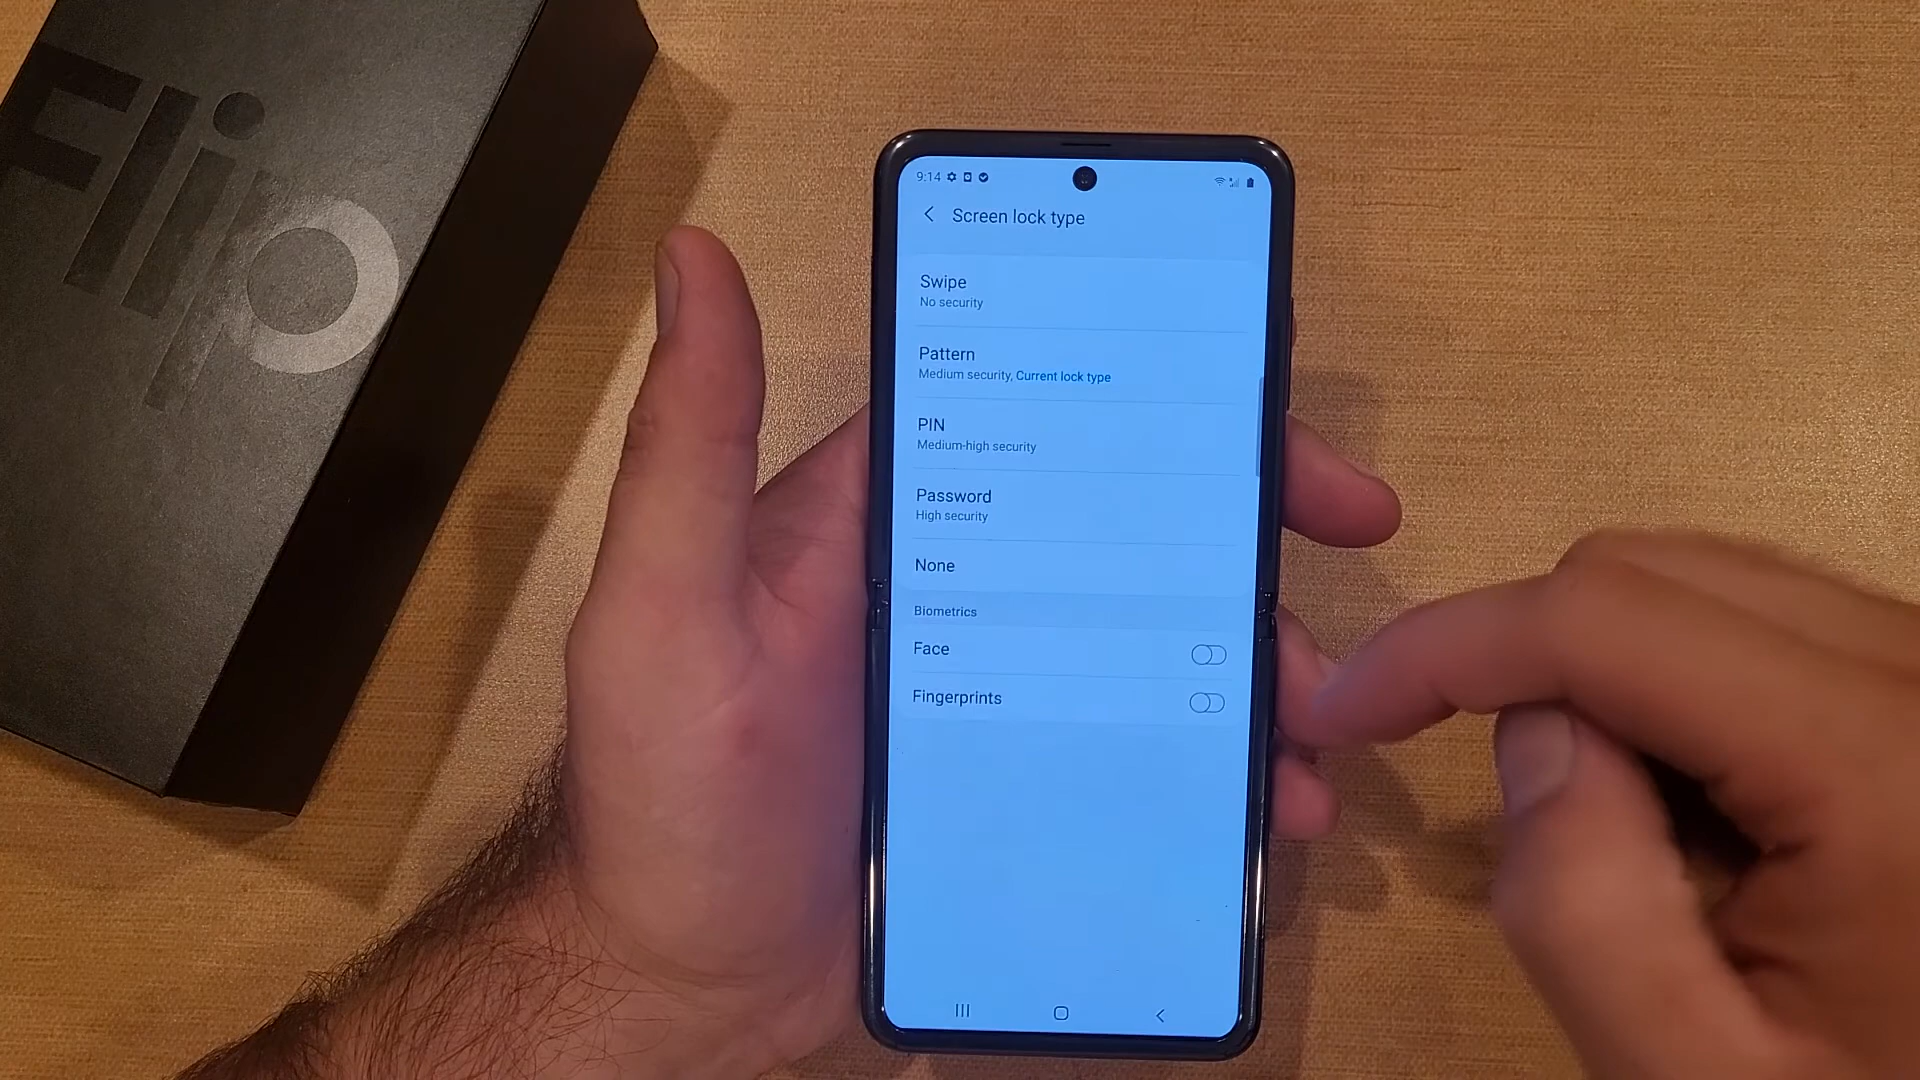 Flip
9:14
Screen lock type
Swipe
No security
Pattern
Medium security, Current lock type
PIN
Medium-high security
Password
High security
None
Biometrics
Face
Fingerprints